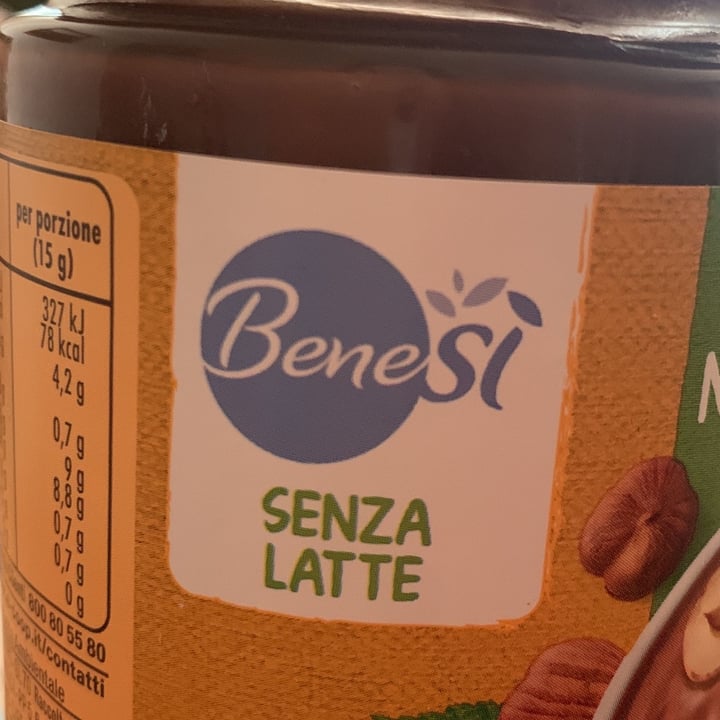 per porzione
(15 g)
327 kJ
78 kcal
4,2 g
0,7 g
9 g
8,8g
0,7 g
0,7 g
0 g
800 80 55 80
coop.it/contatti
BeneSì
SENZA
LATTE